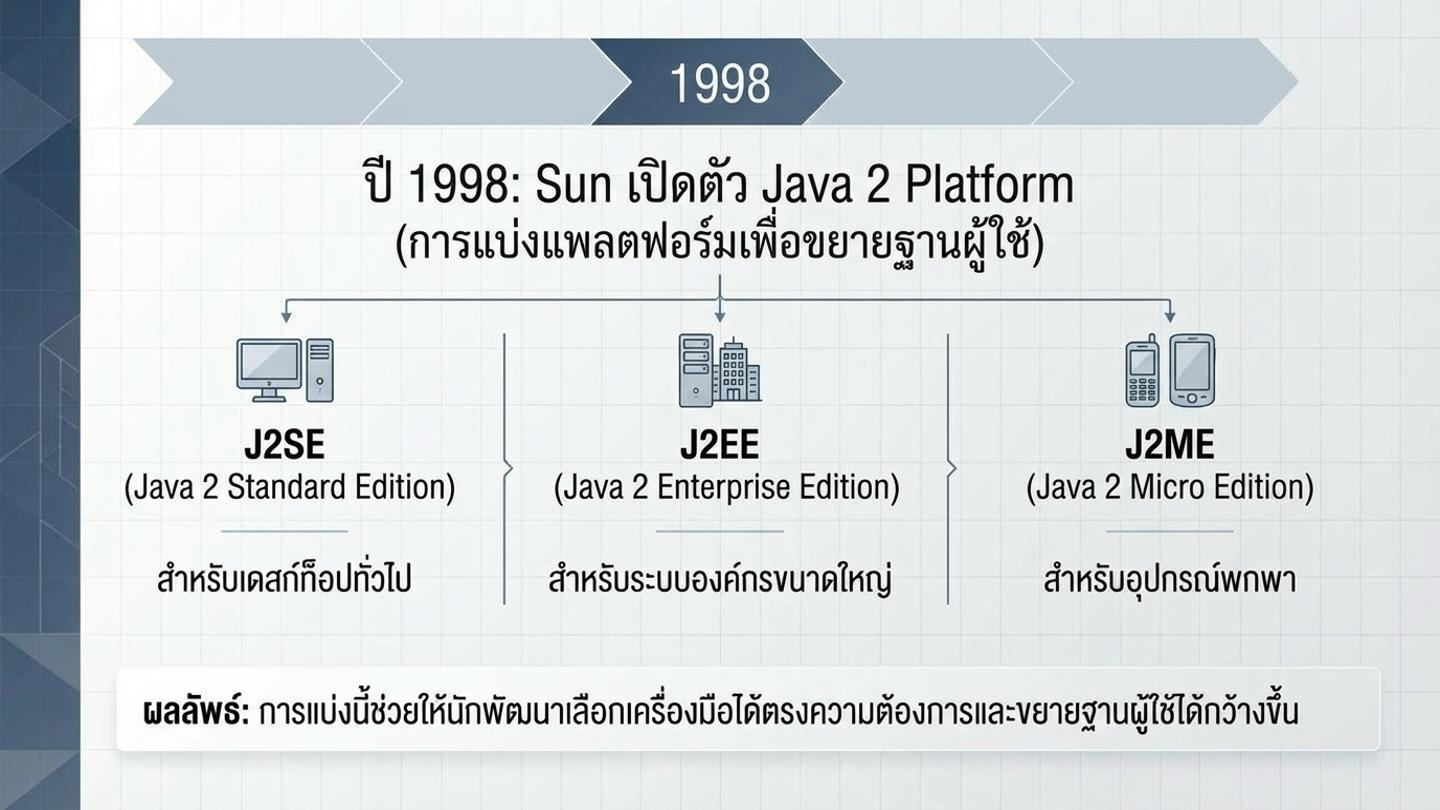 1998
ปี 1998: Sun เปิดตัว Java 2 Platform
(การแบ่งแพลตฟอร์มเพื่อขยายฐานผู้ใช้)
J2SE
(Java 2 Standard Edition)
สำหรับเดสก์ท็อปทั่วไป
J2EE
(Java 2 Enterprise Edition)
สำหรับระบบองค์กรขนาดใหญ่
J2ME
(Java 2 Micro Edition)
สำหรับอุปกรณ์พกพา
ผลลัพธ์: การแบ่งนี้ช่วยให้นักพัฒนาเลือกเครื่องมือได้ตรงความต้องการและขยายฐานผู้ใช้ได้กว้างขึ้น